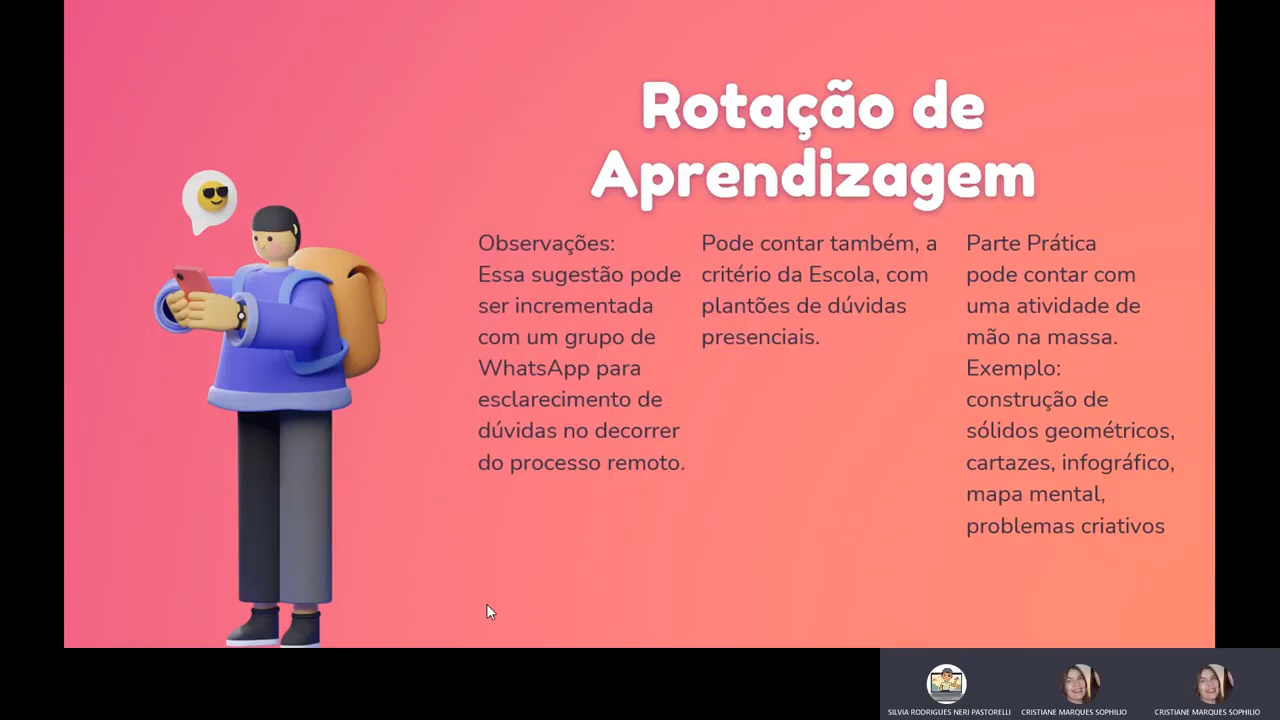 Rotação de
Aprendizagem
Observações:
Essa sugestão pode
ser incrementada
com um grupo de
WhatsApp para
esclarecimento de
dúvidas no decorrer
do processo remoto.
Pode contar também, a
critério da Escola, com
plantões de dúvidas
presenciais.
Parte Prática
pode contar com
uma atividade de
mão na massa.
Exemplo:
construção de
sólidos geométricos,
cartazes, infográfico,
mapa mental,
problemas criativos
SILVIA RODRIGUES NERI PASTORELLI
CRISTIANE MARQUES SOPHILIO
CRISTIANE MARQUES SOPHILIO